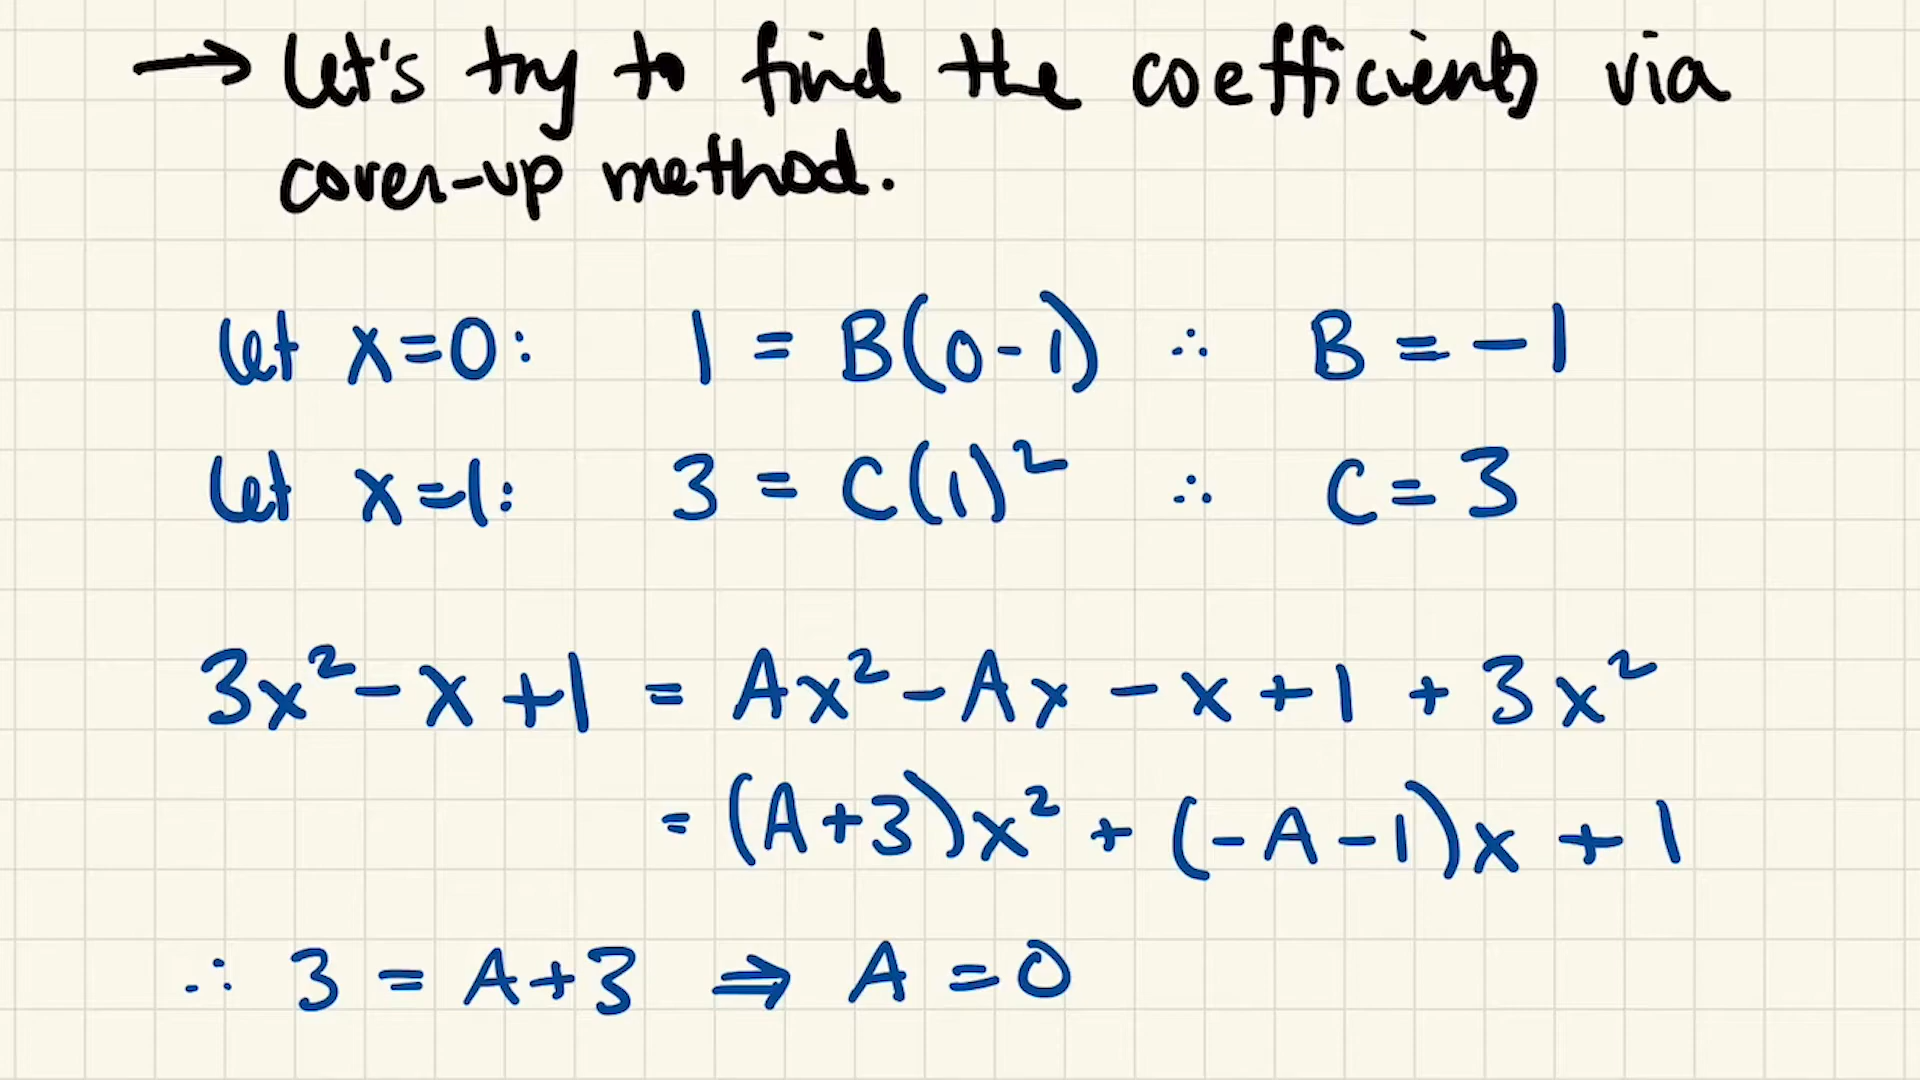 → Let's try to find the coefficients via
cover-up method.
Let x=0: 1 = B(0-1) ∴ B = -1
Let x=1: 3 = C(1)² ∴ C = 3
3x² - x + 1 = Ax² - Ax - x + 1 + 3x²
= (A+3)x² + (-A-1)x + 1
∴ 3 = A+3 ⇒ A = 0